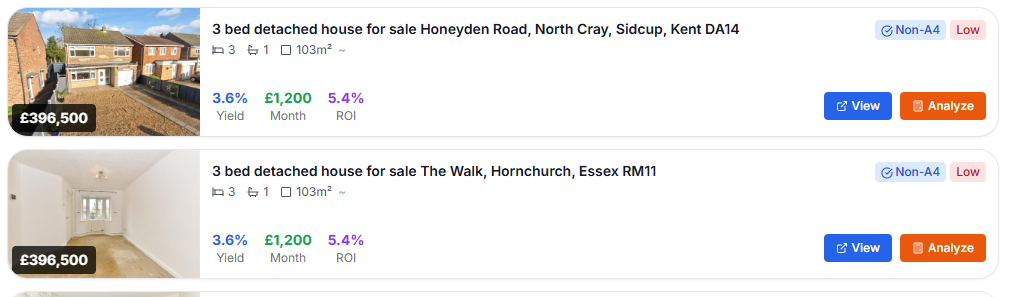 3 bed detached house for sale Honeyden Road, North Cray, Sidcup, Kent DA14
Non-A4 Low
3 1 103m² ~
3.6% £1,200 5.4%
Yield Month ROI
View Analyze
£396,500
3 bed detached house for sale The Walk, Hornchurch, Essex RM11
Non-A4 Low
3 1 103m² ~
3.6% £1,200 5.4%
Yield Month ROI
View Analyze
£396,500